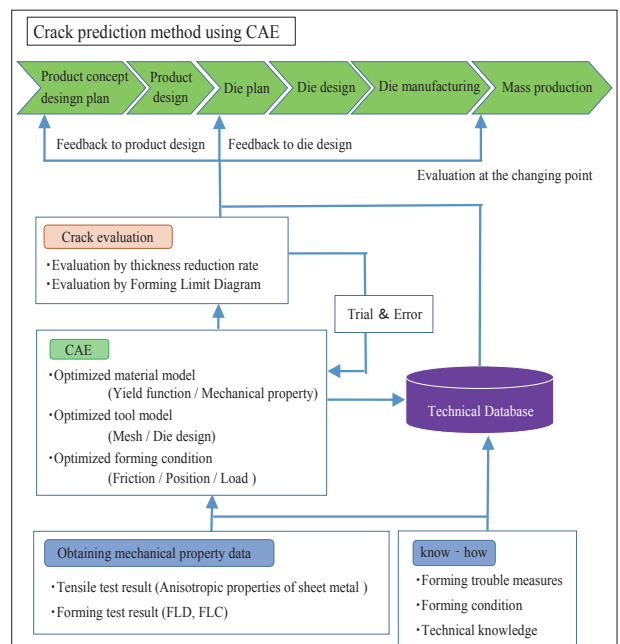 Crack prediction method using CAE
Product concept
desingn plan
Product
design
Die plan
Die design
Die manufacturing
Mass production
Feedback to product design
Feedback to die design
Evaluation at the changing point
Crack evaluation
・Evaluation by thickness reduction rate
・Evaluation by Forming Limit Diagram
Trial & Error
CAE
・Optimized material model
(Yield function / Mechanical property)
・Optimized tool model
(Mesh / Die design)
・Optimized forming condition
(Friction / Position / Load )
Technical Database
Obtaining mechanical property data
・Tensile test result (Anisotropic properties of sheet metal )
・Forming test result (FLD, FLC)
know‐how
・Forming trouble measures
・Forming condition
・Technical knowledge